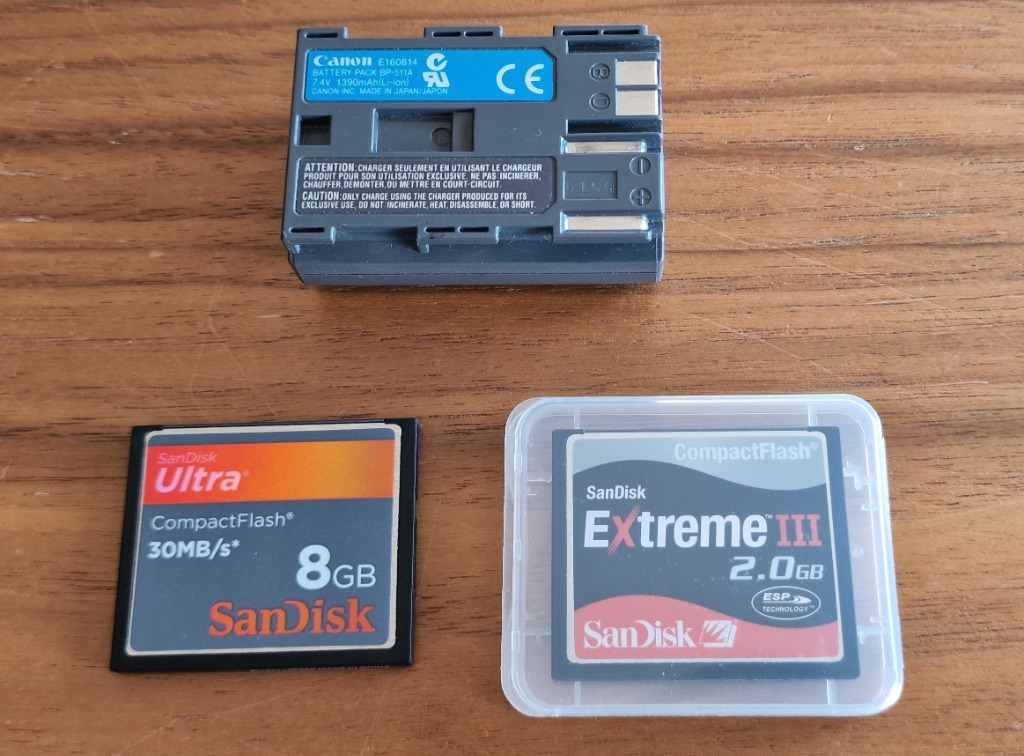 Canon E160814
BATTERY PACK BP-511A
7.4V 1390mAh(Li-ion)
CANON INC. MADE IN JAPAN/JAPON
CE
B
D
ATTENTION: CHARGER SEULEMENT EN UTILISANT LE CHARGEUR
PRODUIT POUR SON UTILISATION EXCLUSIVE. NE PAS INCINERER,
CHAUFFER, DEMONTER, OU METTRE EN COURT-CIRCUIT.
CAUTION: ONLY CHARGE USING THE CHARGER PRODUCED FOR ITS
EXCLUSIVE USE, DO NOT INCINERATE, HEAT, DISASSEMBLE, OR SHORT.
−
+
SanDisk
Ultra®
CompactFlash®
30MB/s*
8GB
SanDisk
CompactFlash®
SanDisk
Extreme™ III
2.0GB
ESP
TECHNOLOGY™
SanDisk